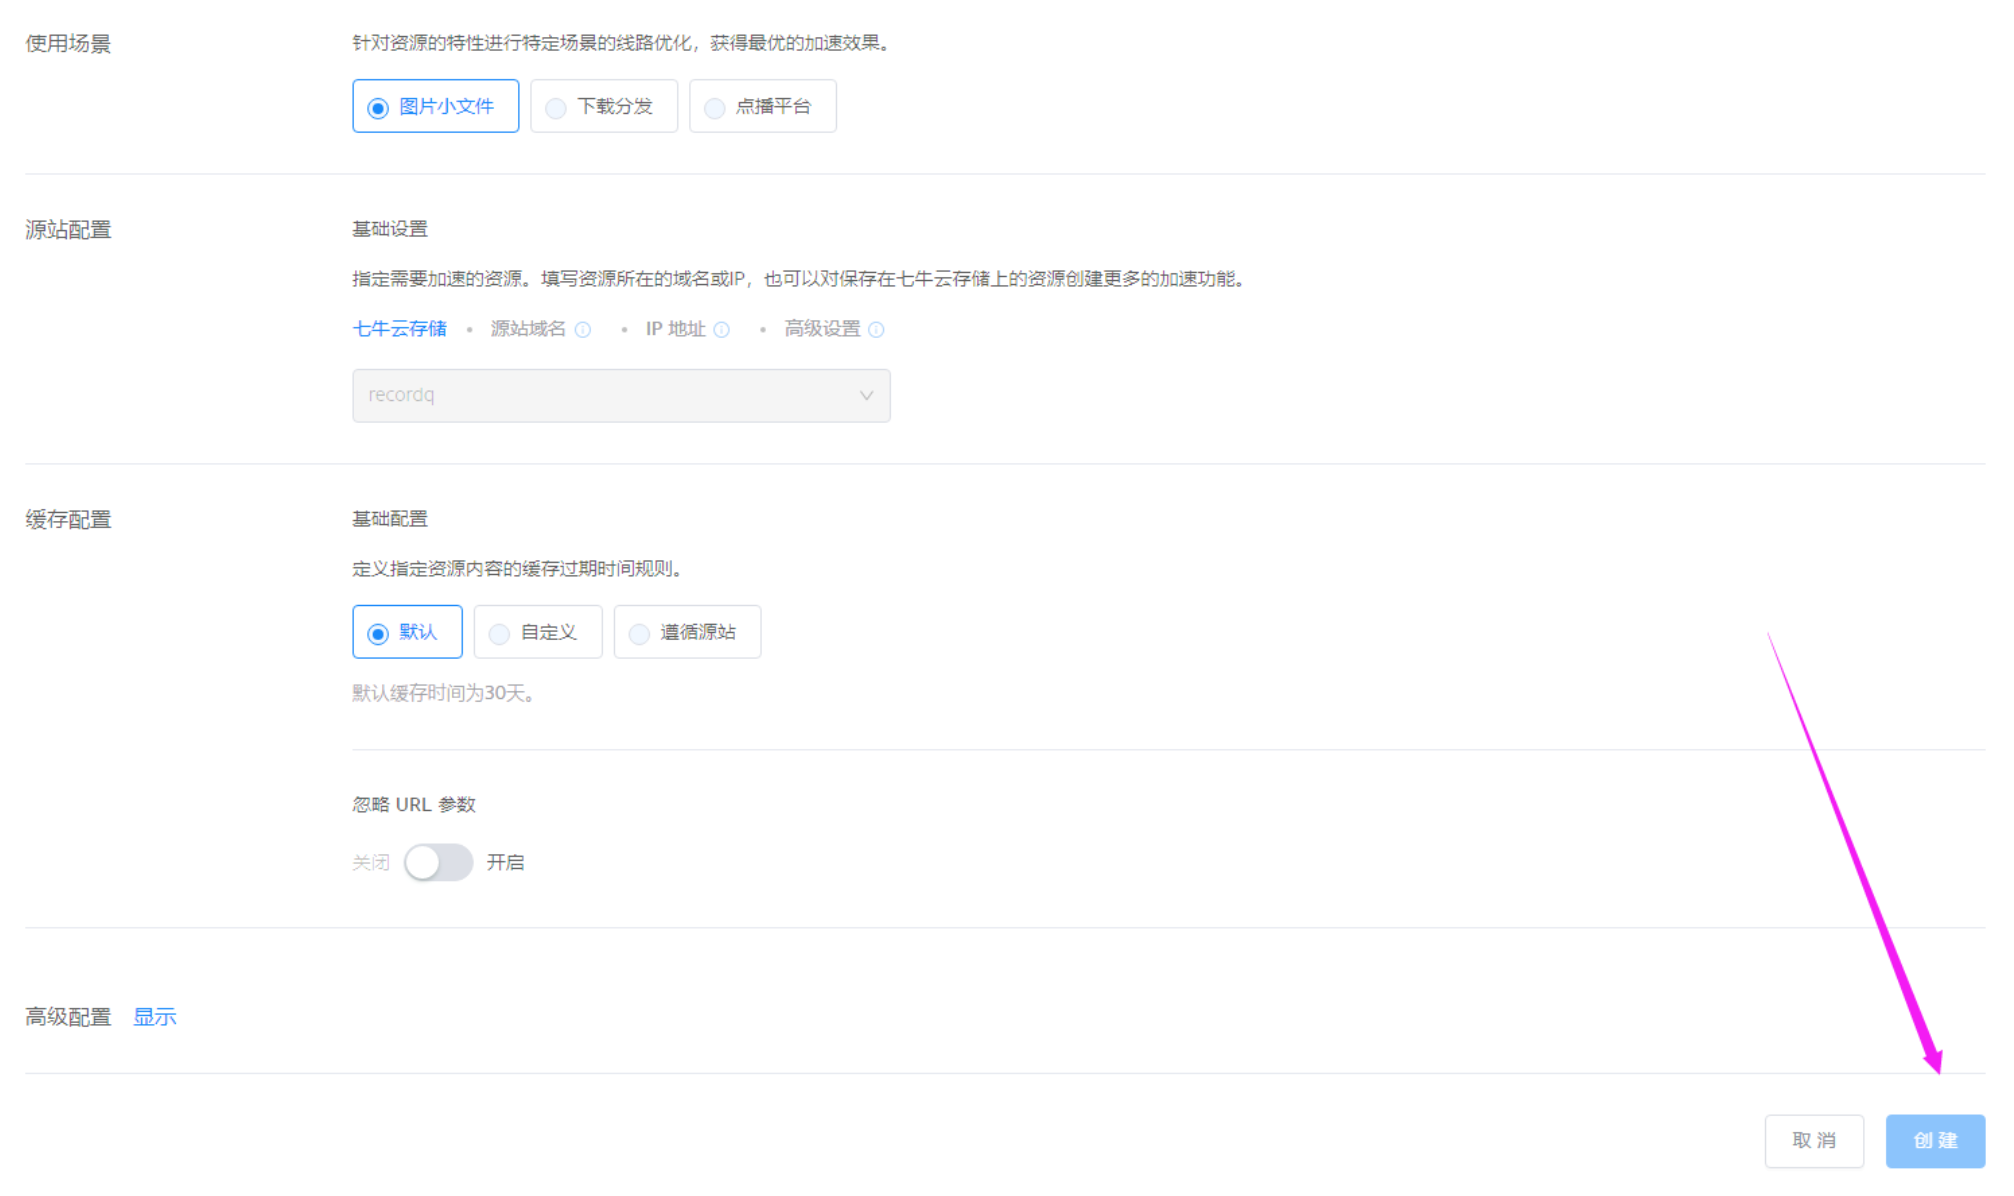 使用场景
针对资源的特性进行特定场景的线路优化，获得最优的加速效果。
图片小文件 下载分发 点播平台
源站配置
基础设置
指定需要加速的资源。填写资源所在的域名或IP，也可以对保存在七牛云存储上的资源创建更多的加速功能。
七牛云存储 • 源站域名 • IP 地址 • 高级设置
recordq
缓存配置
基础配置
定义指定资源内容的缓存过期时间规则。
默认 自定义 遵循源站
默认缓存时间为30天。
忽略 URL 参数
关闭 开启
高级配置 显示
取 消 创 建